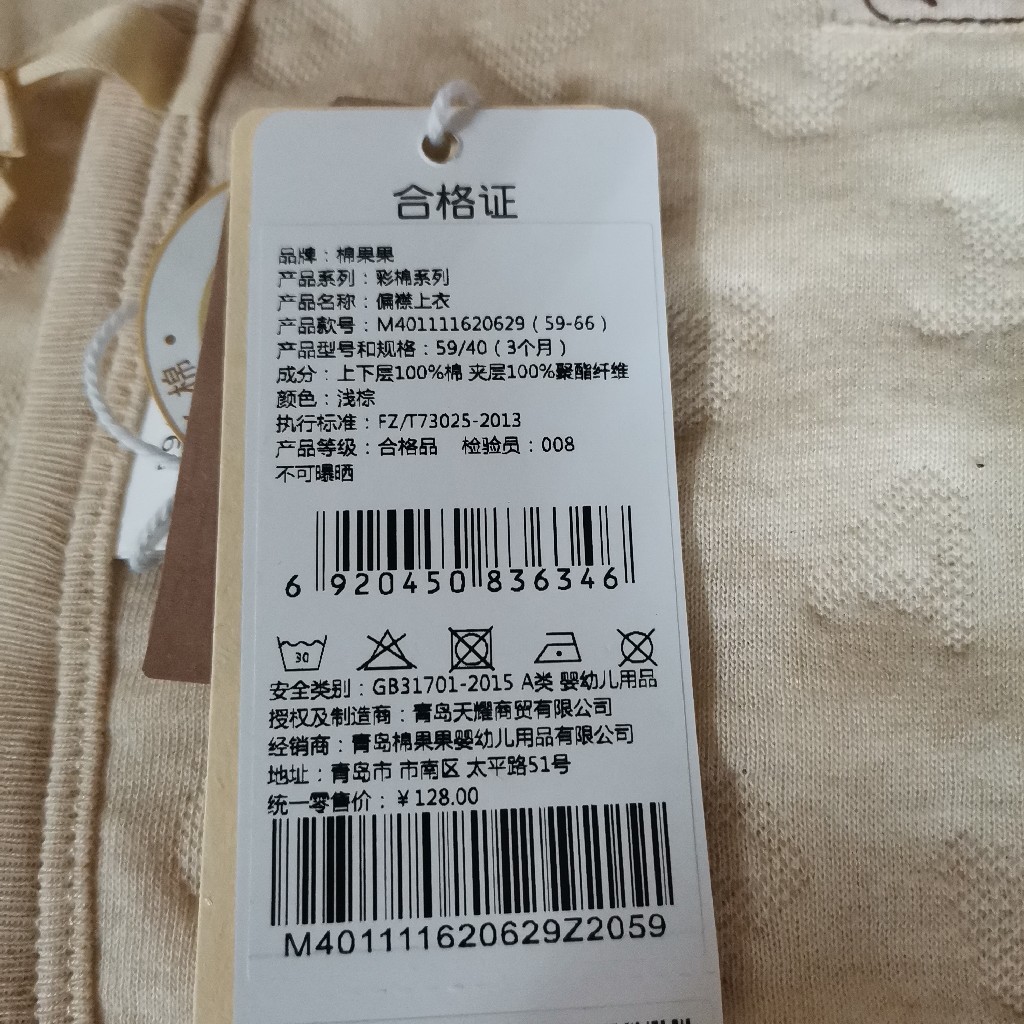 合格证
品牌：棉果果
产品系列：彩棉系列
产品名称：偏襟上衣
产品款号：M401111620629（59-66）
产品型号和规格：59/40（3个月）
成分：上下层100%棉 夹层100%聚酯纤维
颜色：浅棕
执行标准：FZ/T73025-2013
产品等级：合格品 检验员：008
不可曝晒
6 920450 836346
30
安全类别：GB31701-2015 A类 婴幼儿用品
授权及制造商：青岛天耀商贸有限公司
经销商：青岛棉果果婴幼儿用品有限公司
地址：青岛市 市南区 太平路51号
统一零售价：￥128.00
M401111620629Z2059
棉